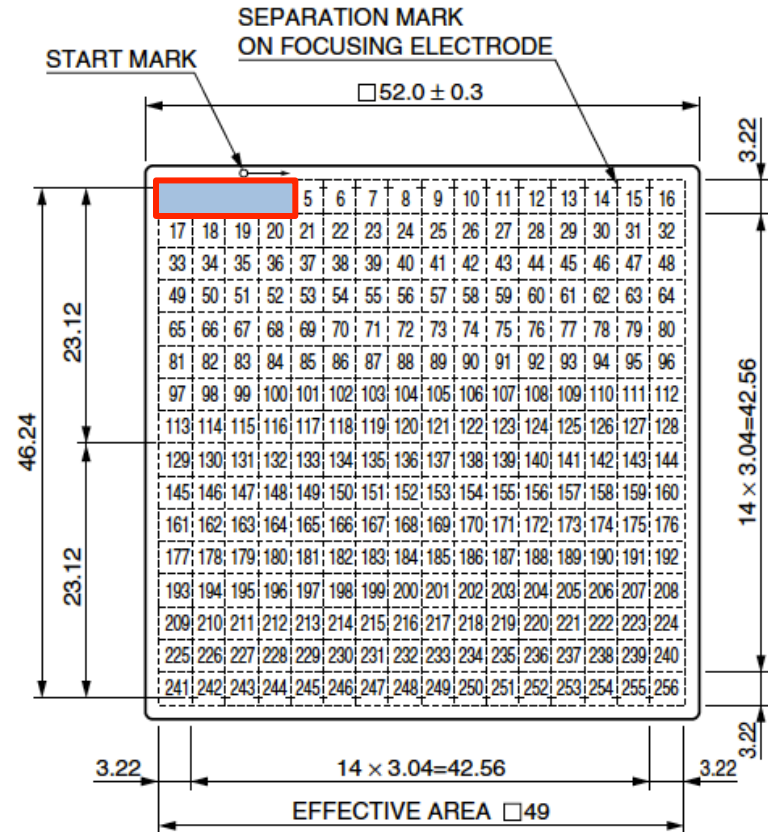 SEPARATION MARK
ON FOCUSING ELECTRODE
START MARK
□52.0 ± 0.3
3.22
5 6 7 8 9 10 11 12 13 14 15 16
17 18 19 20 21 22 23 24 25 26 27 28 29 30 31 32
33 34 35 36 37 38 39 40 41 42 43 44 45 46 47 48
49 50 51 52 53 54 55 56 57 58 59 60 61 62 63 64
65 66 67 68 69 70 71 72 73 74 75 76 77 78 79 80
81 82 83 84 85 86 87 88 89 90 91 92 93 94 95 96
97 98 99 100 101 102 103 104 105 106 107 108 109 110 111 112
113 114 115 116 117 118 119 120 121 122 123 124 125 126 127 128
129 130 131 132 133 134 135 136 137 138 139 140 141 142 143 144
145 146 147 148 149 150 151 152 153 154 155 156 157 158 159 160
161 162 163 164 165 166 167 168 169 170 171 172 173 174 175 176
177 178 179 180 181 182 183 184 185 186 187 188 189 190 191 192
193 194 195 196 197 198 199 200 201 202 203 204 205 206 207 208
209 210 211 212 213 214 215 216 217 218 219 220 221 222 223 224
225 226 227 228 229 230 231 232 233 234 235 236 237 238 239 240
241 242 243 244 245 246 247 248 249 250 251 252 253 254 255 256
23.12
46.24
23.12
14 × 3.04=42.56
3.22
3.22
14 × 3.04=42.56
3.22
EFFECTIVE AREA □49